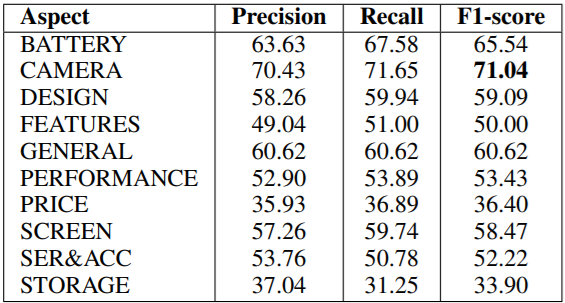 Aspect Precision Recall F1-score
BATTERY 63.63 67.58 65.54
CAMERA 70.43 71.65 71.04
DESIGN 58.26 59.94 59.09
FEATURES 49.04 51.00 50.00
GENERAL 60.62 60.62 60.62
PERFORMANCE 52.90 53.89 53.43
PRICE 35.93 36.89 36.40
SCREEN 57.26 59.74 58.47
SER&ACC 53.76 50.78 52.22
STORAGE 37.04 31.25 33.90